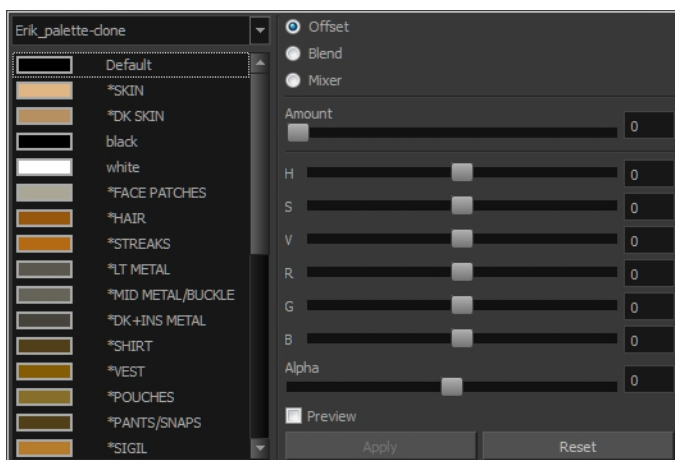 Erik_palette-clone
Default
*SKIN
*DK SKIN
black
white
*FACE PATCHES
*HAIR
*STREAKS
*LT METAL
*MID METAL/BUCKLE
*DK+INS METAL
*SHIRT
*VEST
*POUCHES
*PANTS/SNAPS
*SIGIL
Offset
Blend
Mixer
Amount
0
H 0
S 0
V 0
R 0
G 0
B 0
Alpha
0
Preview
Apply Reset